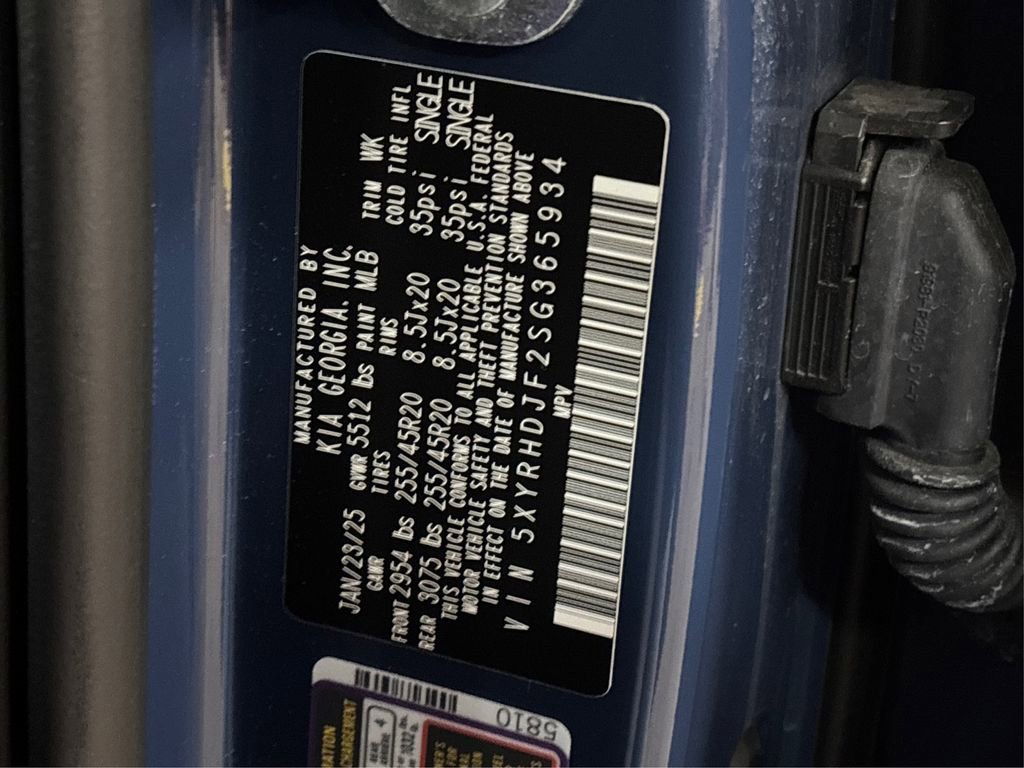 MANUFACTURED BY
KIA GEORGIA, INC.
JAN/23/25 GVWR 5512 lbs PAINT MLB TRIM WK
GAWR TIRES RIMS COLD TIRE INFL
FRONT 2954 lbs 255/45R20 8.5Jx20 35psi SINGLE
REAR 3075 lbs 255/45R20 8.5Jx20 35psi SINGLE
THIS VEHICLE CONFORMS TO ALL APPLICABLE U.S.A. FEDERAL
MOTOR VEHICLE SAFETY AND THEFT PREVENTION STANDARDS
IN EFFECT ON THE DATE OF MANUFACTURE SHOWN ABOVE
VIN 5XYRHDJF2SG365934
MPV
5810
REAR
4